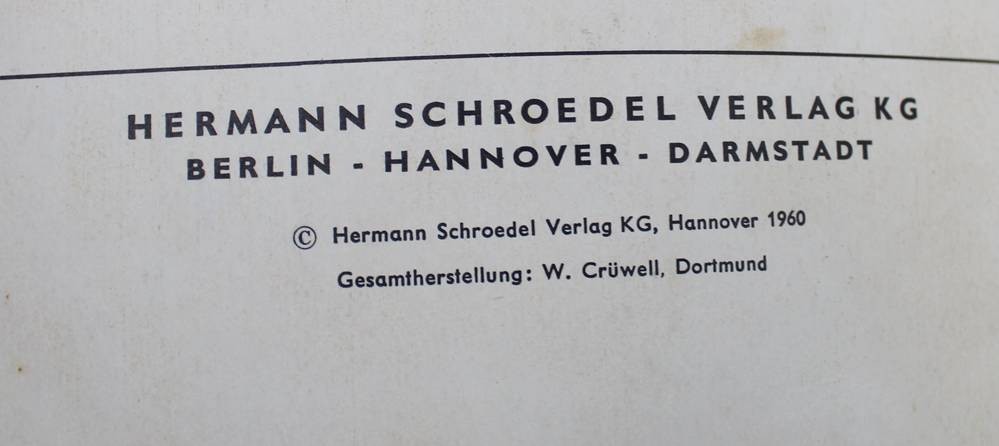 HERMANN SCHROEDEL VERLAG KG
BERLIN - HANNOVER - DARMSTADT
© Hermann Schroedel Verlag KG, Hannover 1960
Gesamtherstellung: W. Crüwell, Dortmund